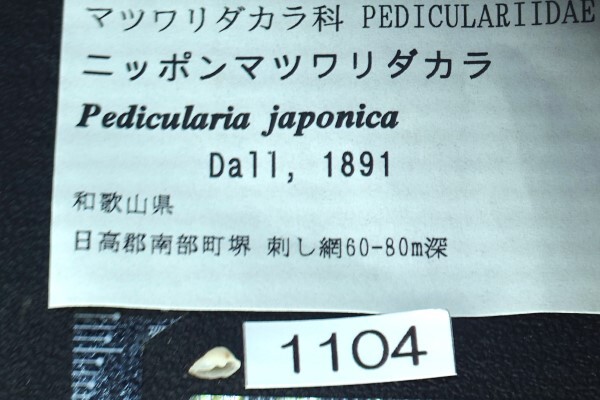 マツワリダカラ科 PEDICULARIIDAE
ニッポンマツワリダカラ
Pedicularia japonica
Dall, 1891
和歌山県
日高郡南部町堺 刺し網60-80m深
1104